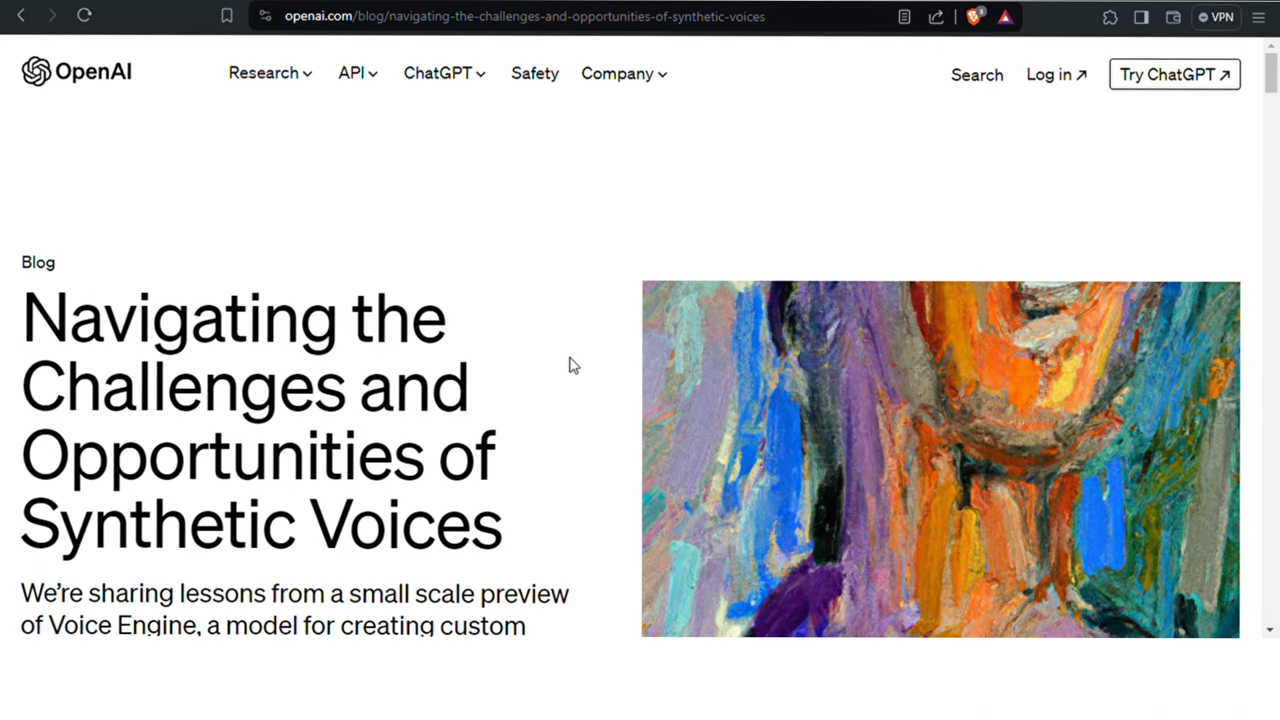 openai.com/blog/navigating-the-challenges-and-opportunities-of-synthetic-voices
VPN
OpenAI
Research
API
ChatGPT
Safety
Company
Search
Log in ↗
Try ChatGPT ↗
Blog
Navigating the
Challenges and
Opportunities of
Synthetic Voices
We’re sharing lessons from a small scale preview
of Voice Engine, a model for creating custom